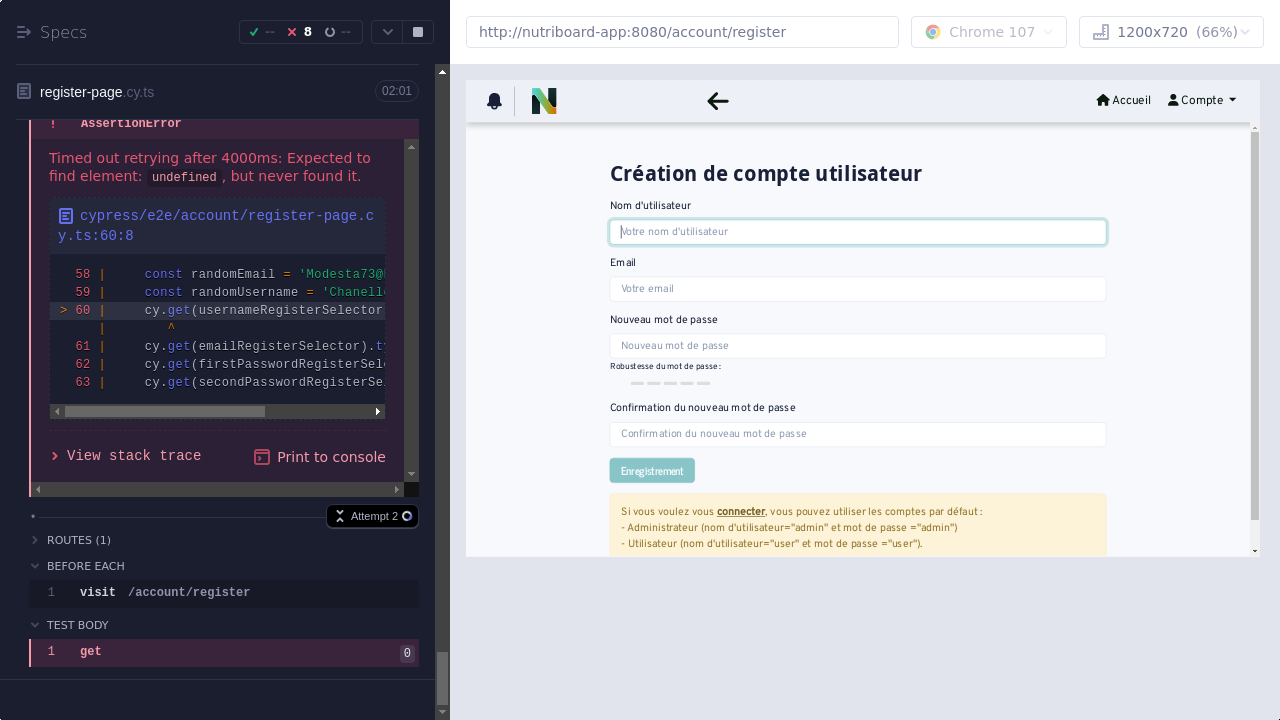 Specs
--
8
--
register-page.cy.ts
02:01
! AssertionError
Timed out retrying after 4000ms: Expected to
find element: undefined, but never found it.
cypress/e2e/account/register-page.c
y.ts:60:8
58 | const randomEmail = 'Modesta73@
59 | const randomUsername = 'Chanell
> 60 | cy.get(usernameRegisterSelector
| ^
61 | cy.get(emailRegisterSelector).t
62 | cy.get(firstPasswordRegisterSel
63 | cy.get(secondPasswordRegisterSe
View stack trace
Print to console
Attempt 2
ROUTES (1)
BEFORE EACH
1 visit /account/register
TEST BODY
1 get 0
http://nutriboard-app:8080/account/register
Chrome 107
1200x720 (66%)
N
Accueil
Compte
Création de compte utilisateur
Nom d'utilisateur
Votre nom d'utilisateur
Email
Votre email
Nouveau mot de passe
Nouveau mot de passe
Robustesse du mot de passe :
Confirmation du nouveau mot de passe
Confirmation du nouveau mot de passe
Enregistrement
Si vous voulez vous connecter, vous pouvez utiliser les comptes par défaut :
- Administrateur (nom d'utilisateur="admin" et mot de passe ="admin")
- Utilisateur (nom d'utilisateur="user" et mot de passe ="user").